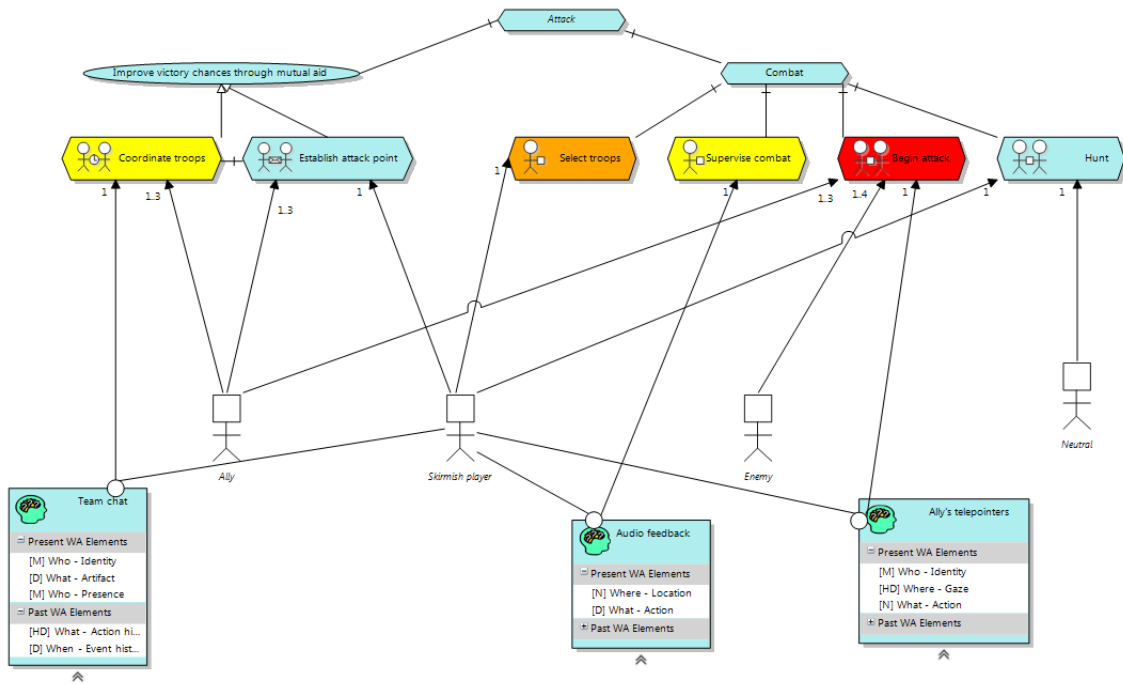 Attack
Improve victory chances through mutual aid
Combat
Coordinate troops
Establish attack point
Select troops
Supervise combat
Begin attack
Hunt
1
1.3
1.3
1
1
1
1.3
1..4
1
1
1
Ally
Skirmish player
Enemy
Neutral
Team chat
Present WA Elements
[M] Who - Identity
[D] What - Artifact
[M] Who - Presence
Past WA Elements
[HD] What - Action hi...
[D] When - Event hist...
Audio feedback
Present WA Elements
[N] Where - Location
[D] What - Action
Past WA Elements
Ally's telepointers
Present WA Elements
[M] Who - Identity
[HD] Where - Gaze
[N] What - Action
Past WA Elements